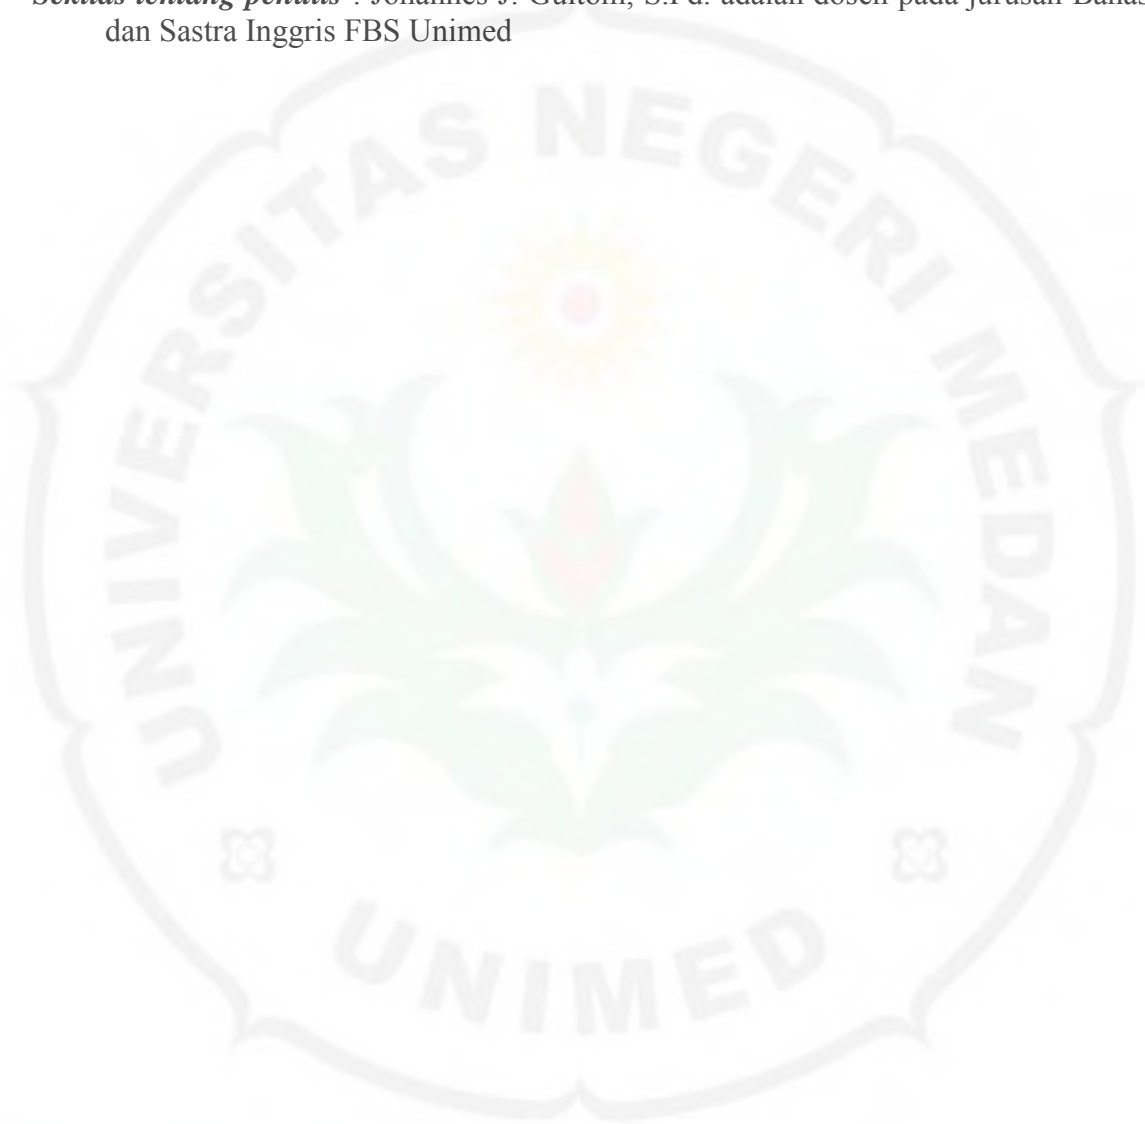 Sekilas tentang penulis : Johannes J. Gultom, S.Pd. adalah dosen pada jurusan
dan Sastra Inggris FBS Unimed
UNIVERSITAS NEGERI MEDAN
UNIMED